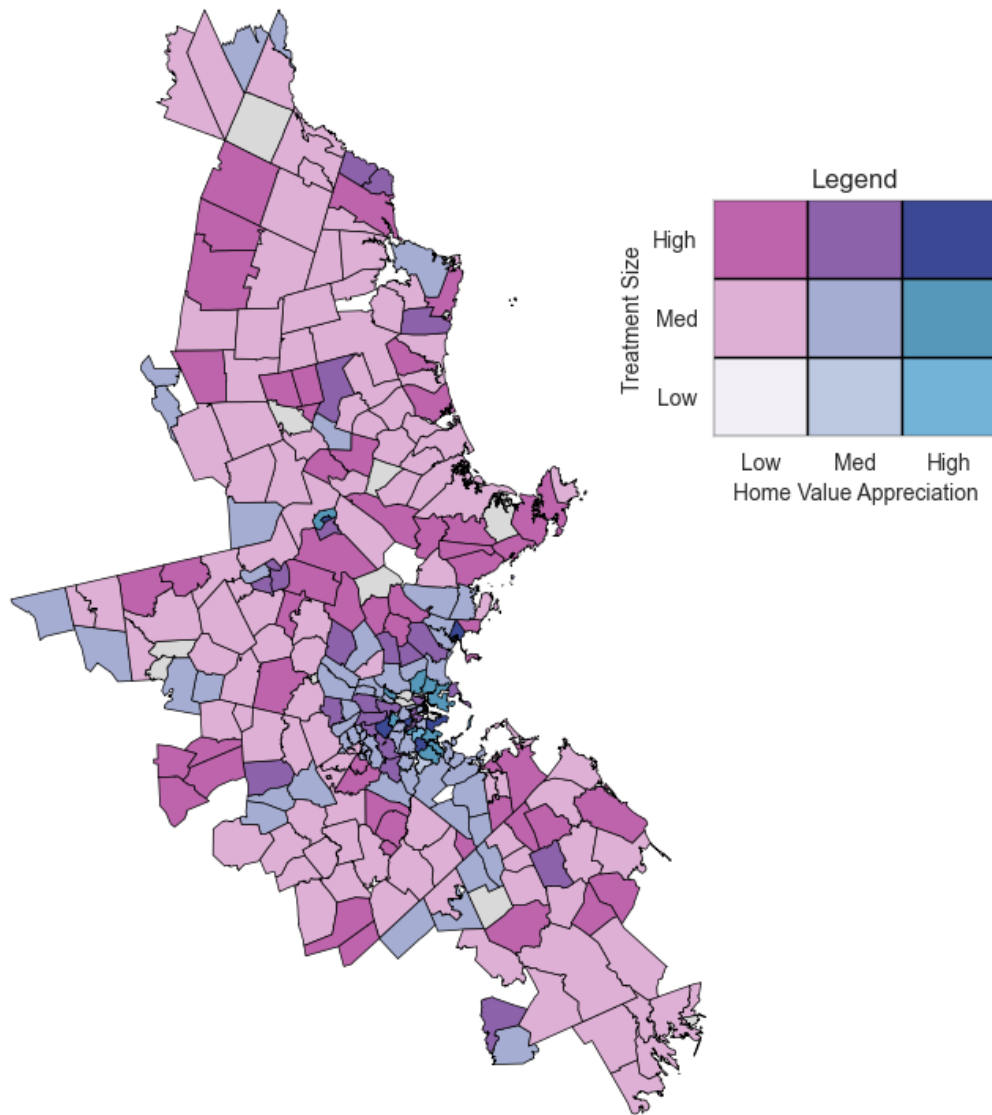 Legend
Treatment Size
High
Med
Low
Low Med High
Home Value Appreciation